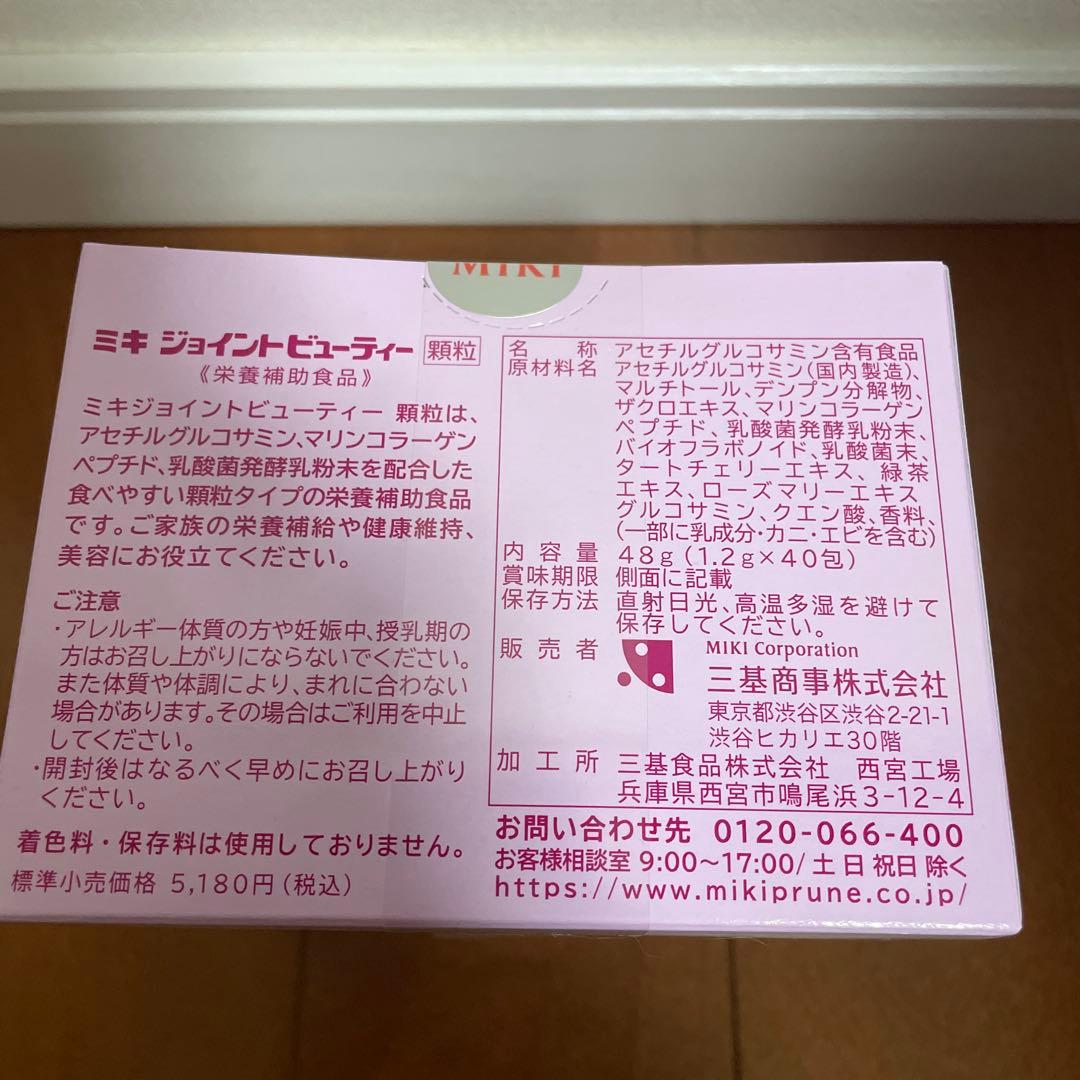 MIKI
ミキ ジョイントビューティー 顆粒
《栄養補助食品》
ミキジョイントビューティー 顆粒は、
アセチルグルコサミン、マリンコラーゲン
ペプチド、乳酸菌発酵乳粉末を配合した
食べやすい顆粒タイプの栄養補助食品
です。ご家族の栄養補給や健康維持、
美容にお役立てください。
ご注意
・アレルギー体質の方や妊娠中、授乳期の
方はお召し上がりにならないでください。
また体質や体調により、まれに合わない
場合があります。その場合はご利用を中止
してください。
・開封後はなるべく早めにお召し上がり
ください。
着色料・保存料は使用しておりません。
標準小売価格 5,180円(税込)
名称 アセチルグルコサミン含有食品
原材料名 アセチルグルコサミン(国内製造)、
マルチトール、デンプン分解物、
ザクロエキス、マリンコラーゲン
ペプチド、乳酸菌発酵乳粉末、
バイオフラボノイド、乳酸菌末、
タートチェリーエキス、緑茶
エキス、ローズマリーエキス
グルコサミン、クエン酸、香料、
(一部に乳成分・カニ・エビを含む)
内容量 48g(1.2g×40包)
賞味期限 側面に記載
保存方法 直射日光、高温多湿を避けて
保存してください。
販売者 MIKI Corporation
三基商事株式会社
東京都渋谷区渋谷2-21-1
渋谷ヒカリエ30階
加工所 三基食品株式会社 西宮工場
兵庫県西宮市鳴尾浜3-12-4
お問い合わせ先 0120-066-400
お客様相談室 9:00〜17:00/土日祝日除く
https://www.mikiprune.co.jp/